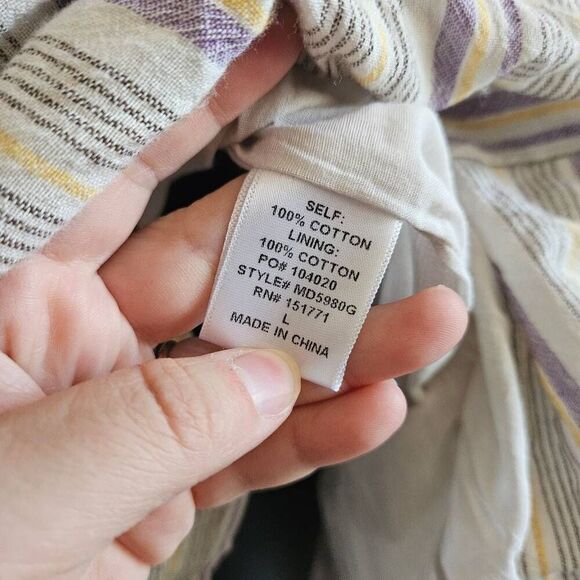 SELF:
100% COTTON
LINING:
100% COTTON
PO# 104020
STYLE# MD5980G
RN# 151771
L
MADE IN CHINA